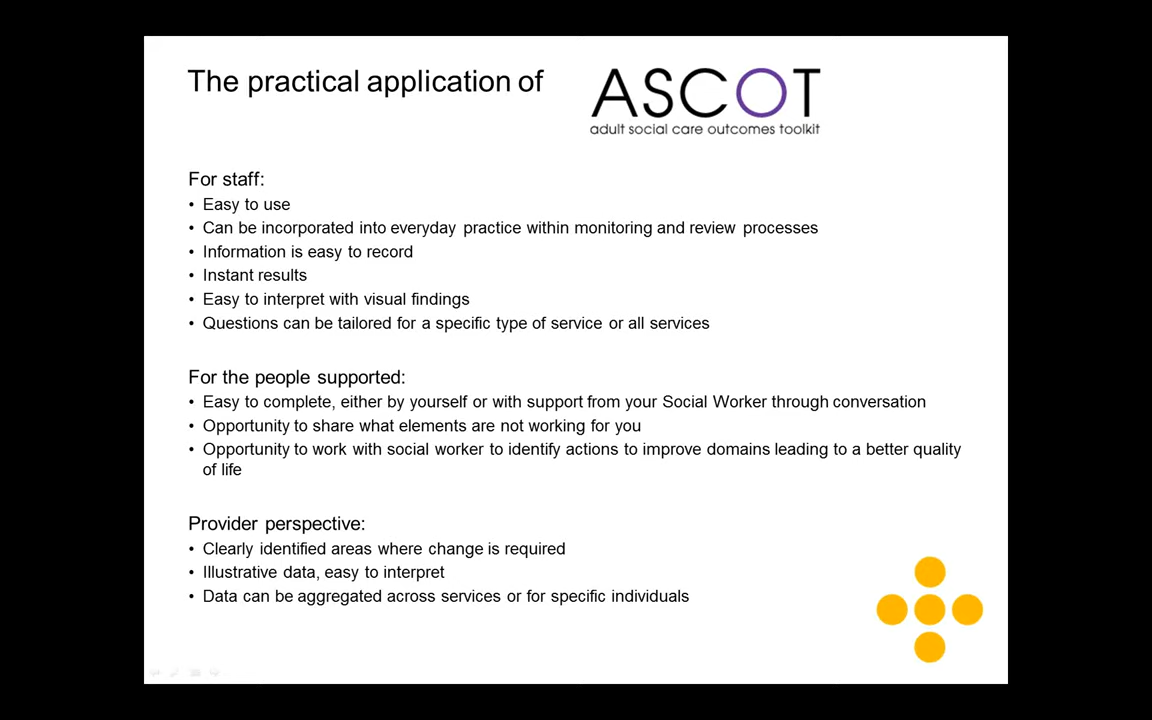 The practical application of
ASCOT
adult social care outcomes toolkit
For staff:
• Easy to use
• Can be incorporated into everyday practice within monitoring and review processes
• Information is easy to record
• Instant results
• Easy to interpret with visual findings
• Questions can be tailored for a specific type of service or all services
For the people supported:
• Easy to complete, either by yourself or with support from your Social Worker through conversation
• Opportunity to share what elements are not working for you
• Opportunity to work with social worker to identify actions to improve domains leading to a better quality
of life
Provider perspective:
• Clearly identified areas where change is required
• Illustrative data, easy to interpret
• Data can be aggregated across services or for specific individuals